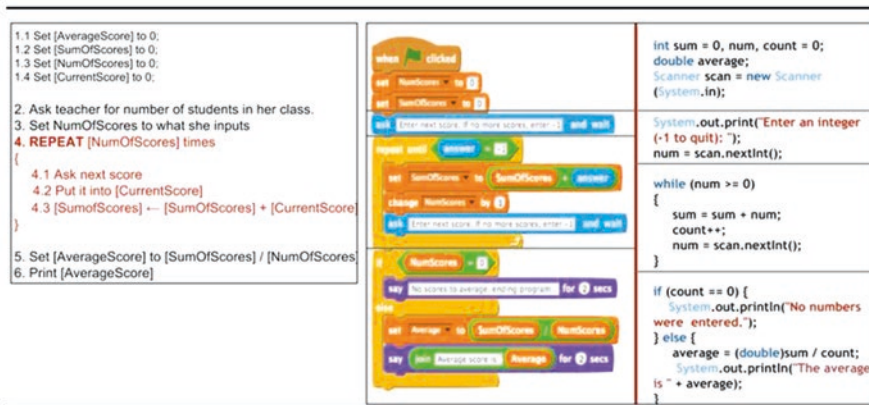 1.1 Set [AverageScore] to 0;
1.2 Set [SumOfScores] to 0;
1.3 Set [NumOfScores] to 0;
1.4 Set [CurrentScore] to 0;
2. Ask teacher for number of students in her class.
3. Set NumOfScores to what she inputs
4. REPEAT [NumOfScores] times
{
4.1 Ask next score
4.2 Put it into [CurrentScore]
4.3 [SumofScores] ← [SumOfScores] + [CurrentScore]
}
5. Set [AverageScore] to [SumOfScores] / [NumOfScores]
6. Print [AverageScore]
when clicked
set NumScores to 0
set SumOfScores to 0
ask Enter next score. If no more scores, enter -1 and wait
repeat until answer = -1
set SumOfScores to SumOfScores + answer
change NumScores by 1
ask Enter next score. If no more scores, enter -1 and wait
if NumScores = 0
say No scores to average. ending program. for 2 secs
else
set Average to SumOfScores / NumScores
say join Average score is Average for 2 secs
int sum = 0, num, count = 0;
double average;
Scanner scan = new Scanner
(System.in);
System.out.print("Enter an integer
(-1 to quit): ");
num = scan.nextInt();
while (num >= 0)
{
sum = sum + num;
count++;
num = scan.nextInt();
}
if (count == 0) {
System.out.println("No numbers
were entered.");
} else {
average = (double)sum / count;
System.out.println("The average
is " + average);
}